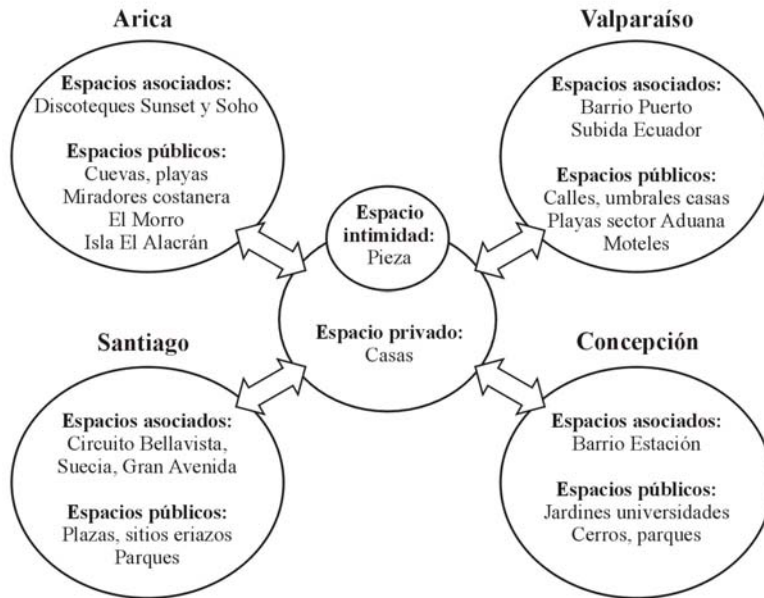 Arica
Espacios asociados:
Discoteques Sunset y Soho
Espacios públicos:
Cuevas, playas
Miradores costanera
El Morro
Isla El Alacrán
Valparaíso
Espacios asociados:
Barrio Puerto
Subida Ecuador
Espacios públicos:
Calles, umbrales casas
Playas sector Aduana
Moteles
Espacio
intimidad:
Pieza
Espacio privado:
Casas
Santiago
Espacios asociados:
Circuito Bellavista,
Suecia, Gran Avenida
Espacios públicos:
Plazas, sitios eriazos
Parques
Concepción
Espacios asociados:
Barrio Estación
Espacios públicos:
Jardines universidades
Cerros, parques